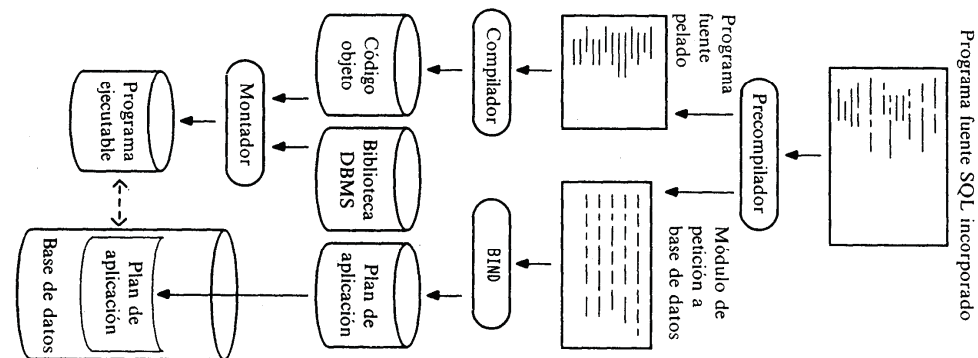 Programa fuente SQL incorporado
Precompilador
Programa
fuente
pelado
Módulo de
petición a
base de datos
Compilador
BIND
Código
objeto
Biblioteca
DBMS
Plan de
aplicación
Montador
Programa
ejecutable
Plan de
aplicación
Base de datos